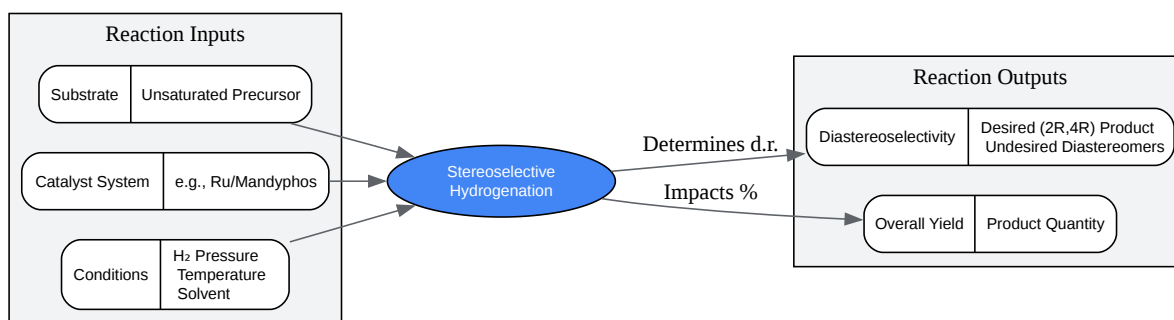 Reaction Inputs
Substrate
Unsaturated Precursor
Catalyst System
e.g., Ru/Mandyphos
Conditions
H₂ Pressure
Temperature
Solvent
Stereoselective
Hydrogenation
Determines d.r.
Impacts %
Reaction Outputs
Diastereoselectivity
Desired (2R,4R) Product
Undesired Diastereomers
Overall Yield
Product Quantity